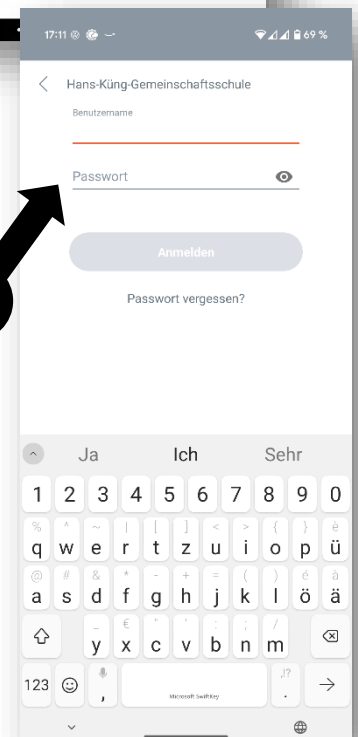 17:11 69 %
Hans-Küng-Gemeinschaftsschule
Benutzername
Passwort
Anmelden
Passwort vergessen?
Ja Ich Sehr
1 2 3 4 5 6 7 8 9 0
% ^ ~ | [ ] < > { } è
q w e r t z u i o p ü
@ # & * - + = ( ) é à
a s d f g h j k l ö ä
_ € " ' : ; /
y x c v b n m
123 , Microsoft SwiftKey ,!? .